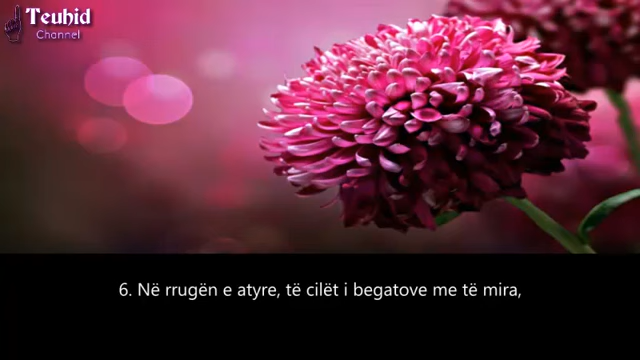 Teuhid
Channel
6. Në rrugën e atyre, të cilët i begatove me të mira,